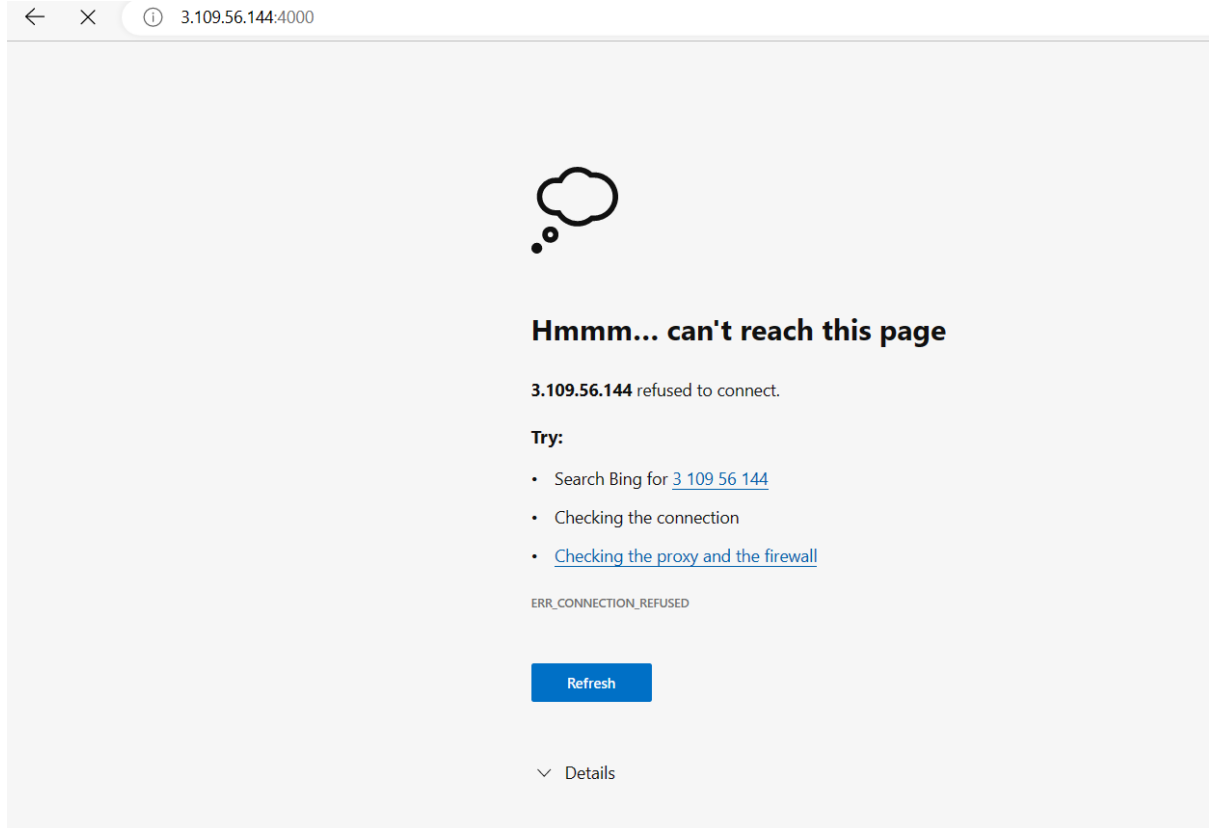 3.109.56.144:4000
Hmmm... can't reach this page
3.109.56.144 refused to connect.
Try:
• Search Bing for 3 109 56 144
• Checking the connection
• Checking the proxy and the firewall
ERR_CONNECTION_REFUSED
Refresh
Details